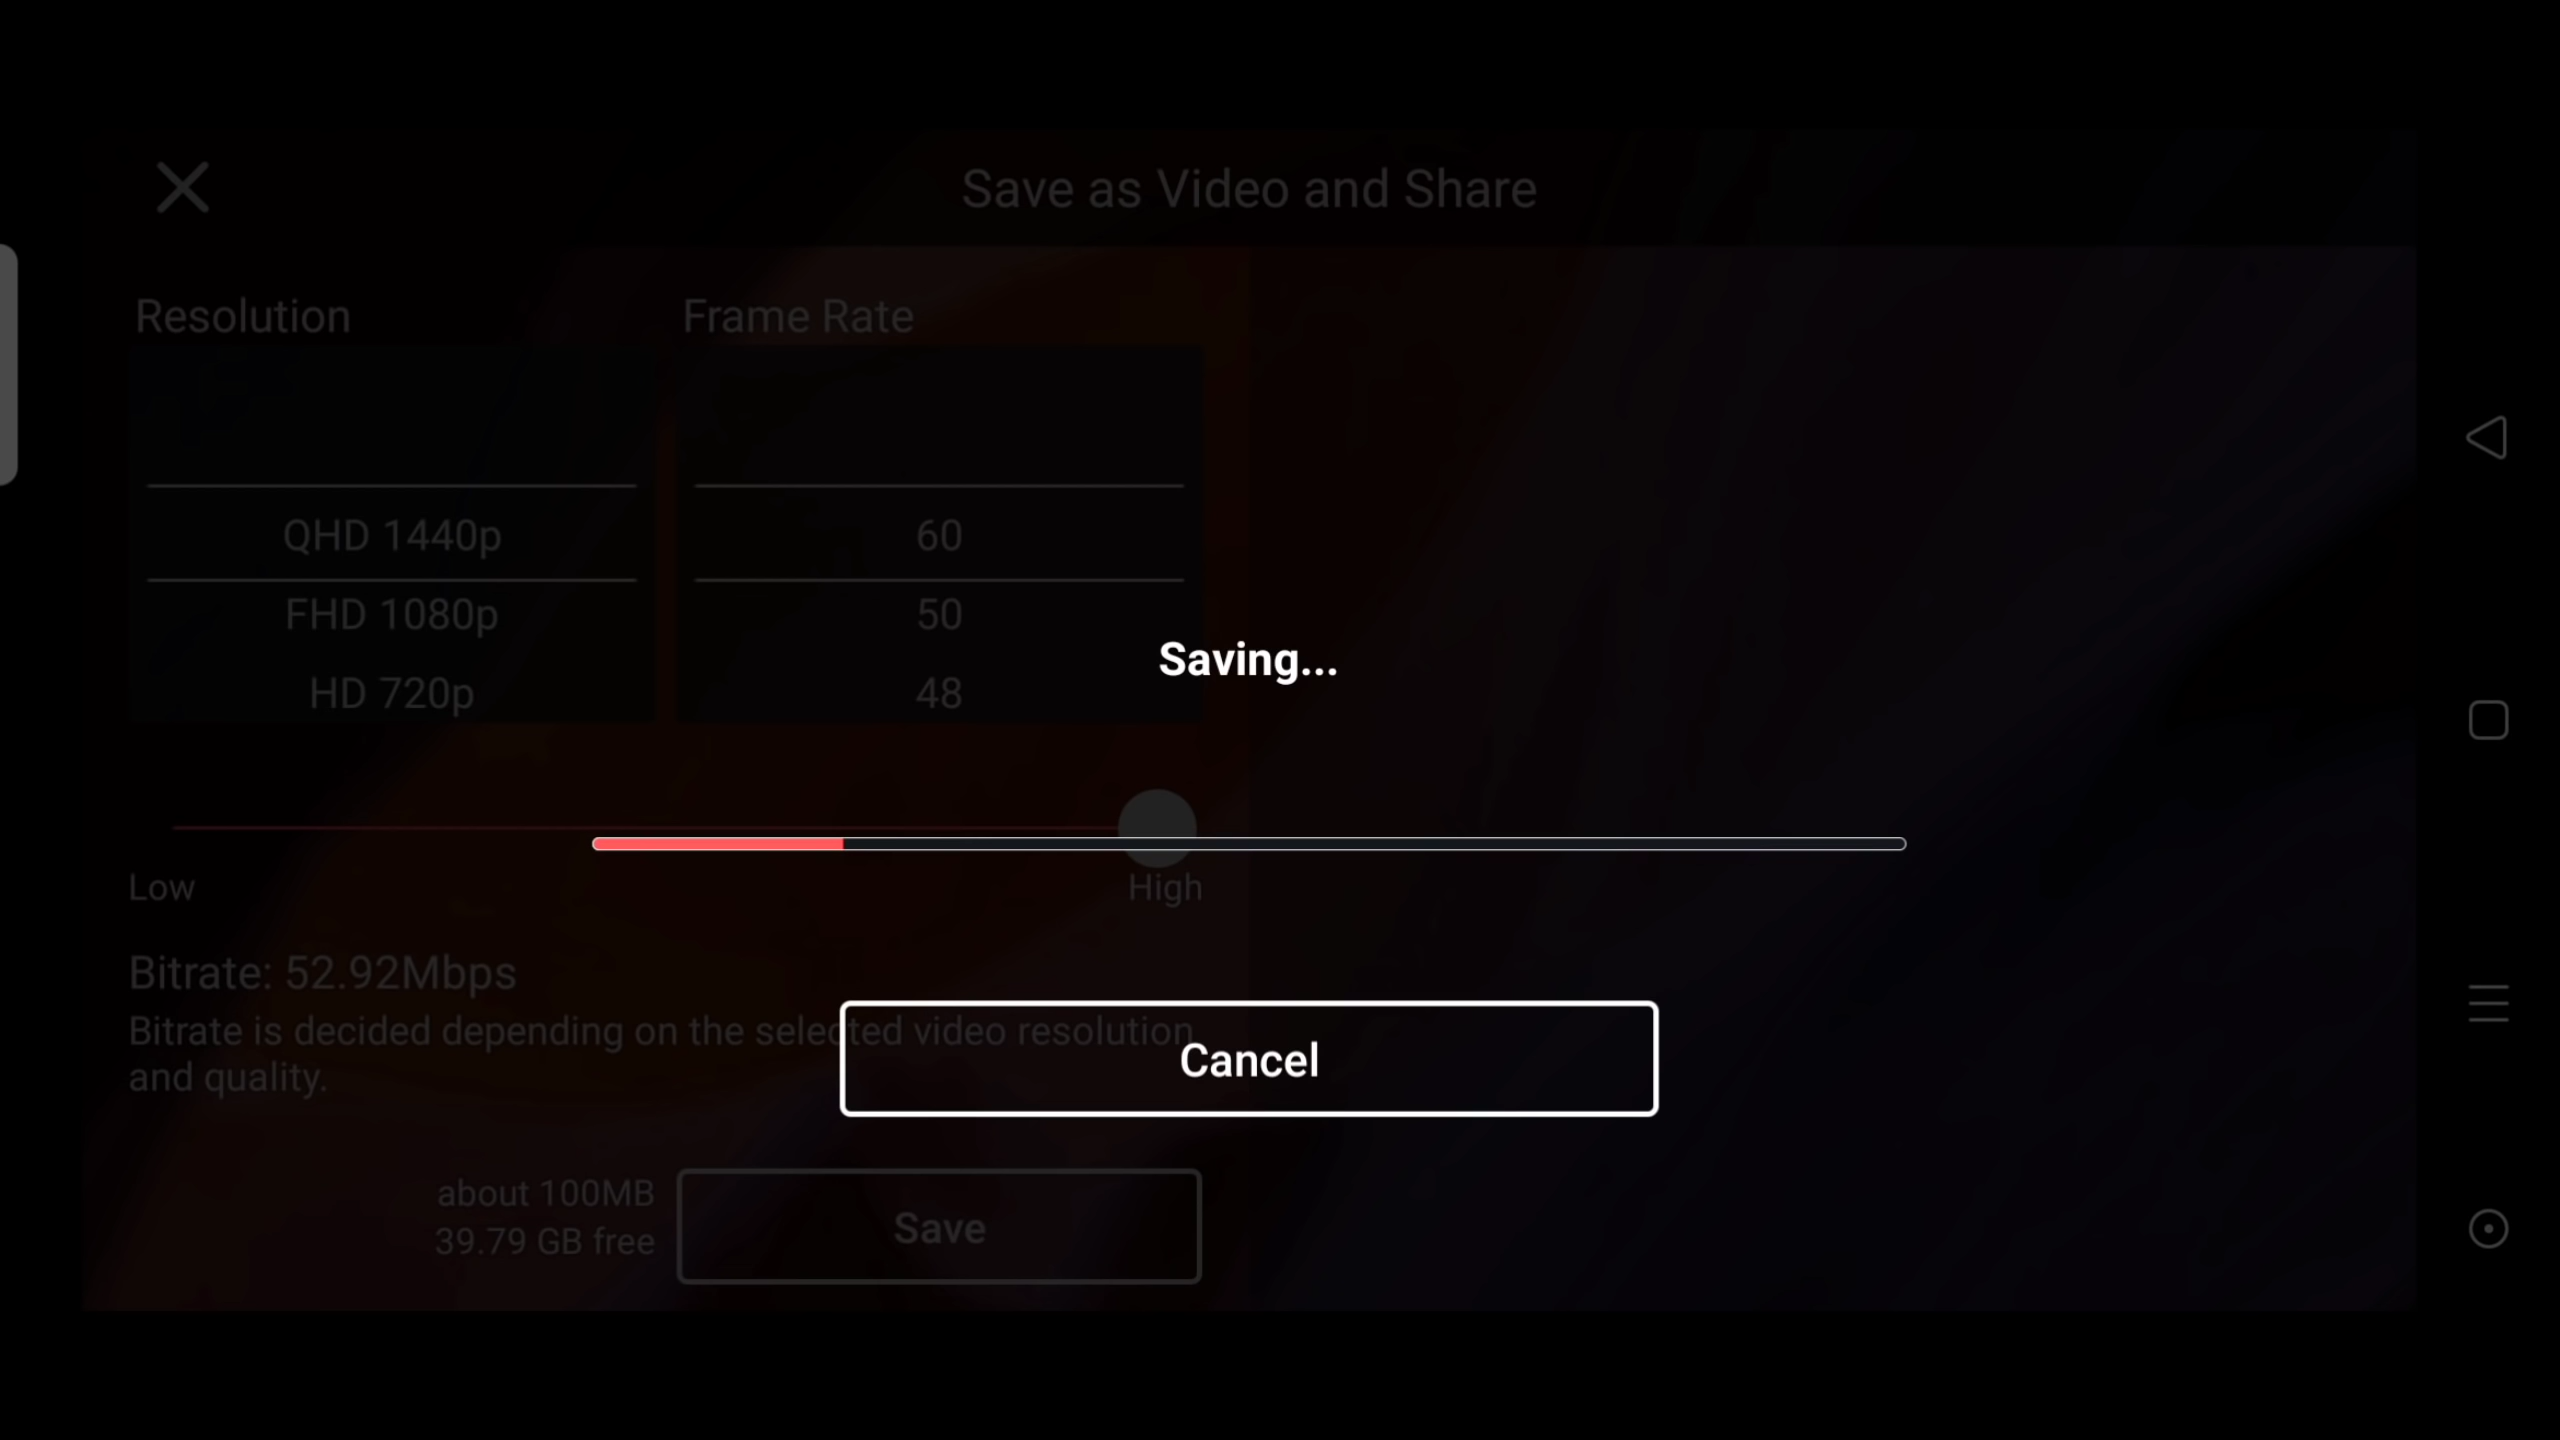 Save as Video and Share
Resolution
Frame Rate
QHD 1440p
60
FHD 1080p
50
HD 720p
48
Saving...
Low
High
Bitrate: 52.92Mbps
Bitrate is decided depending on the selected video resolution
and quality.
Cancel
about 100MB
39.79 GB free
Save